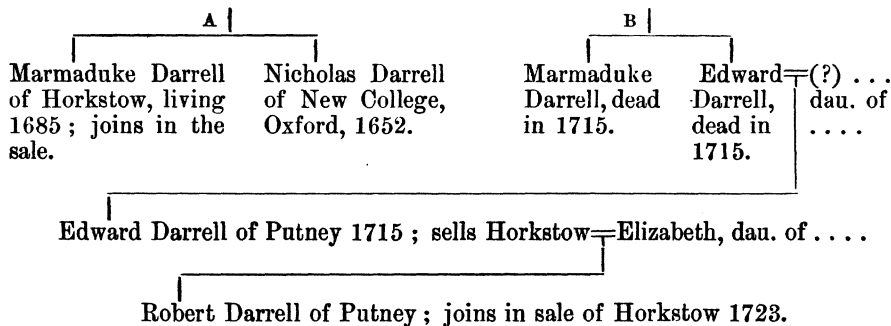 A
B
Marmaduke Darrell
of Horkstow, living
1685 ; joins in the
sale.
Nicholas Darrell
of New College,
Oxford, 1652.
Marmaduke
Darrell, dead
in 1715.
Edward=(?) ...
Darrell,
dead in
1715.
dau. of
....
Edward Darrell of Putney 1715 ; sells Horkstow=Elizabeth, dau. of ....
Robert Darrell of Putney ; joins in sale of Horkstow 1723.